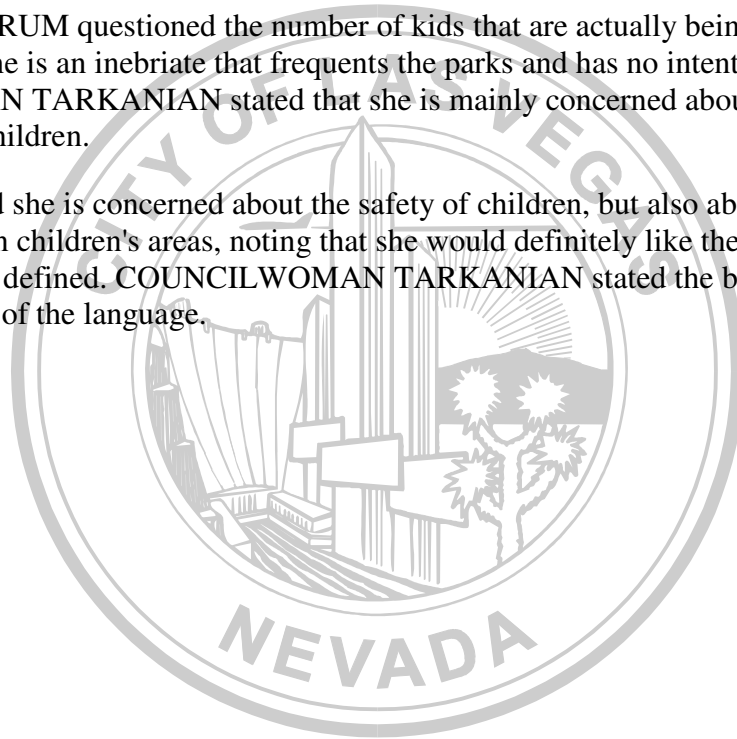 RUM questioned the number of kids that are actually bein
ne is an inebriate that frequents the parks and has no intent
N TARKANIAN stated that she is mainly concerned abou
hildren.
d she is concerned about the safety of children, but also ab
n children's areas, noting that she would definitely like the
defined. COUNCILWOMAN TARKANIAN stated the b
of the language.
CITY OF LAS VEGAS
NEVADA